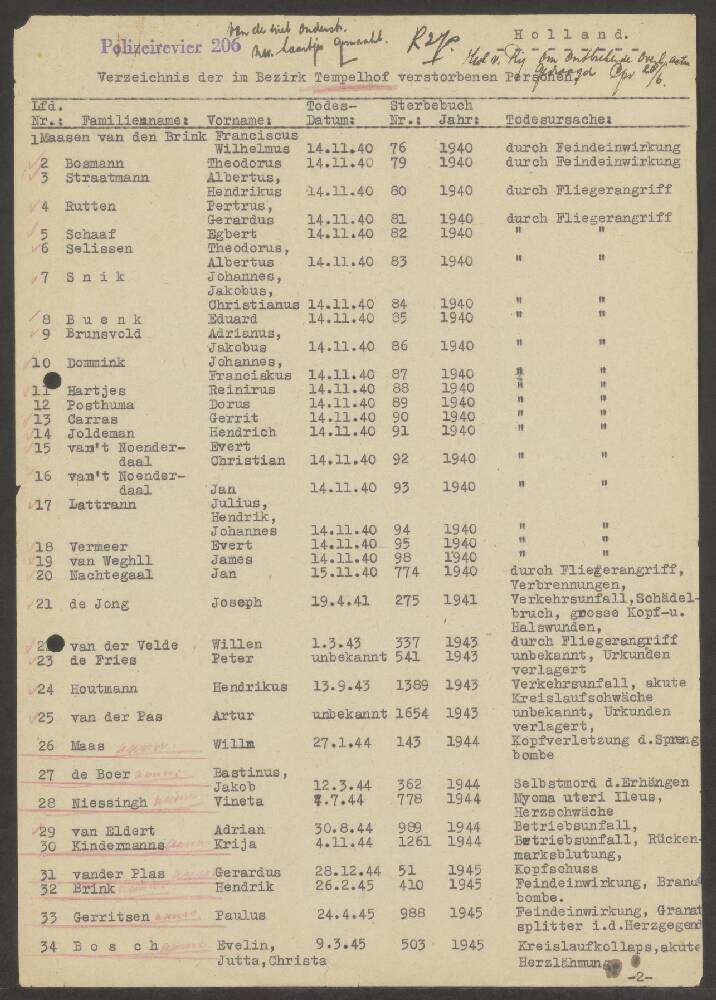 Holland.
Polizeirevier 206
Verzeichnis der im Bezirk Tempelhof verstorbenen Personen.
Lfd. Todes- Sterbebuch
Nr.: Familienname: Vorname: Datum: Nr.: Jahr: Todesursache:
1 Maasen van den Brink Franciscus
Wilhelmus 14.11.40 76 1940 durch Feindeinwirkung
2 Bosmann Theodorus 14.11.40 79 1940 durch Feindeinwirkung
3 Straatmann Albertus,
Hendrikus 14.11.40 80 1940 durch Fliegerangriff
4 Rutten Pertrus,
Gerardus 14.11.40 81 1940 durch Fliegerangriff
5 Schaaf Egbert 14.11.40 82 1940 " "
6 Selissen Theodorus,
Albertus 14.11.40 83 1940 " "
7 S n i k Johannes,
Jakobus,
Christianus 14.11.40 84 1940 " "
8 B u e n k Eduard 14.11.40 85 1940 " "
9 Brunsveld Adrianus,
Jakobus 14.11.40 86 1940 " "
10 Dommink Johannes,
Franciskus 14.11.40 87 1940 " "
11 Hartjes Reinirus 14.11.40 88 1940 " "
12 Posthuma Dorus 14.11.40 89 1940 " "
13 Carras Gerrit 14.11.40 90 1940 " "
14 Joldeman Hendrich 14.11.40 91 1940 " "
15 van't Noender- Evert
daal Christian 14.11.40 92 1940 " "
16 van't Noender-
daal Jan 14.11.40 93 1940 " "
17 Lattrann Julius,
Hendrik,
Johannes 14.11.40 94 1940 " "
18 Vermeer Evert 14.11.40 95 1940 " "
19 van Weghll James 14.11.40 98 1940 " "
20 Nachtegaal Jan 15.11.40 774 1940 durch Fliegerangriff,
Verbrennungen,
21 de Jong Joseph 19.4.41 275 1941 Verkehrsunfall,Schädel-
bruch, grosse Kopf-u.
Halswunden,
van der Velde Willen 1.3.43 337 1943 durch Fliegerangriff
23 de Fries Peter unbekannt 541 1943 unbekannt, Urkunden
verlagert
24 Houtmann Hendrikus 13.9.43 1389 1943 Verkehrsunfall, akute
Kreislaufschwäche
25 van der Pas Artur unbekannt 1654 1943 unbekannt, Urkunden
verlagert,
26 Maas Willm 27.1.44 143 1944 Kopfverletzung d.Spreng
bombe
27 de Boer Bastinus,
Jakob 12.3.44 362 1944 Selbstmord d.Erhängen
28 Niessingh Vineta 7.7.44 778 1944 Myoma uteri Ileus,
Herzschwäche
29 van Eldert Adrian 30.8.44 989 1944 Betriebsunfall,
30 Kindermanns Krija 4.11.44 1261 1944 Betriebsunfall, Rücken-
marksblutung,
31 vander Plas Gerardus 28.12.44 51 1945 Kopfschuss
32 Brink Hendrik 26.2.45 410 1945 Feindeinwirkung, Brand
bombe.
33 Gerritsen Paulus 24.4.45 988 1945 Feindeinwirkung, Granat
splitter i.d.Herzgegend
34 B o s c h Evelin, 9.3.45 503 1945 Kreislaufkollaps,akute
Jutta,Christa Herzlähmung
-2-